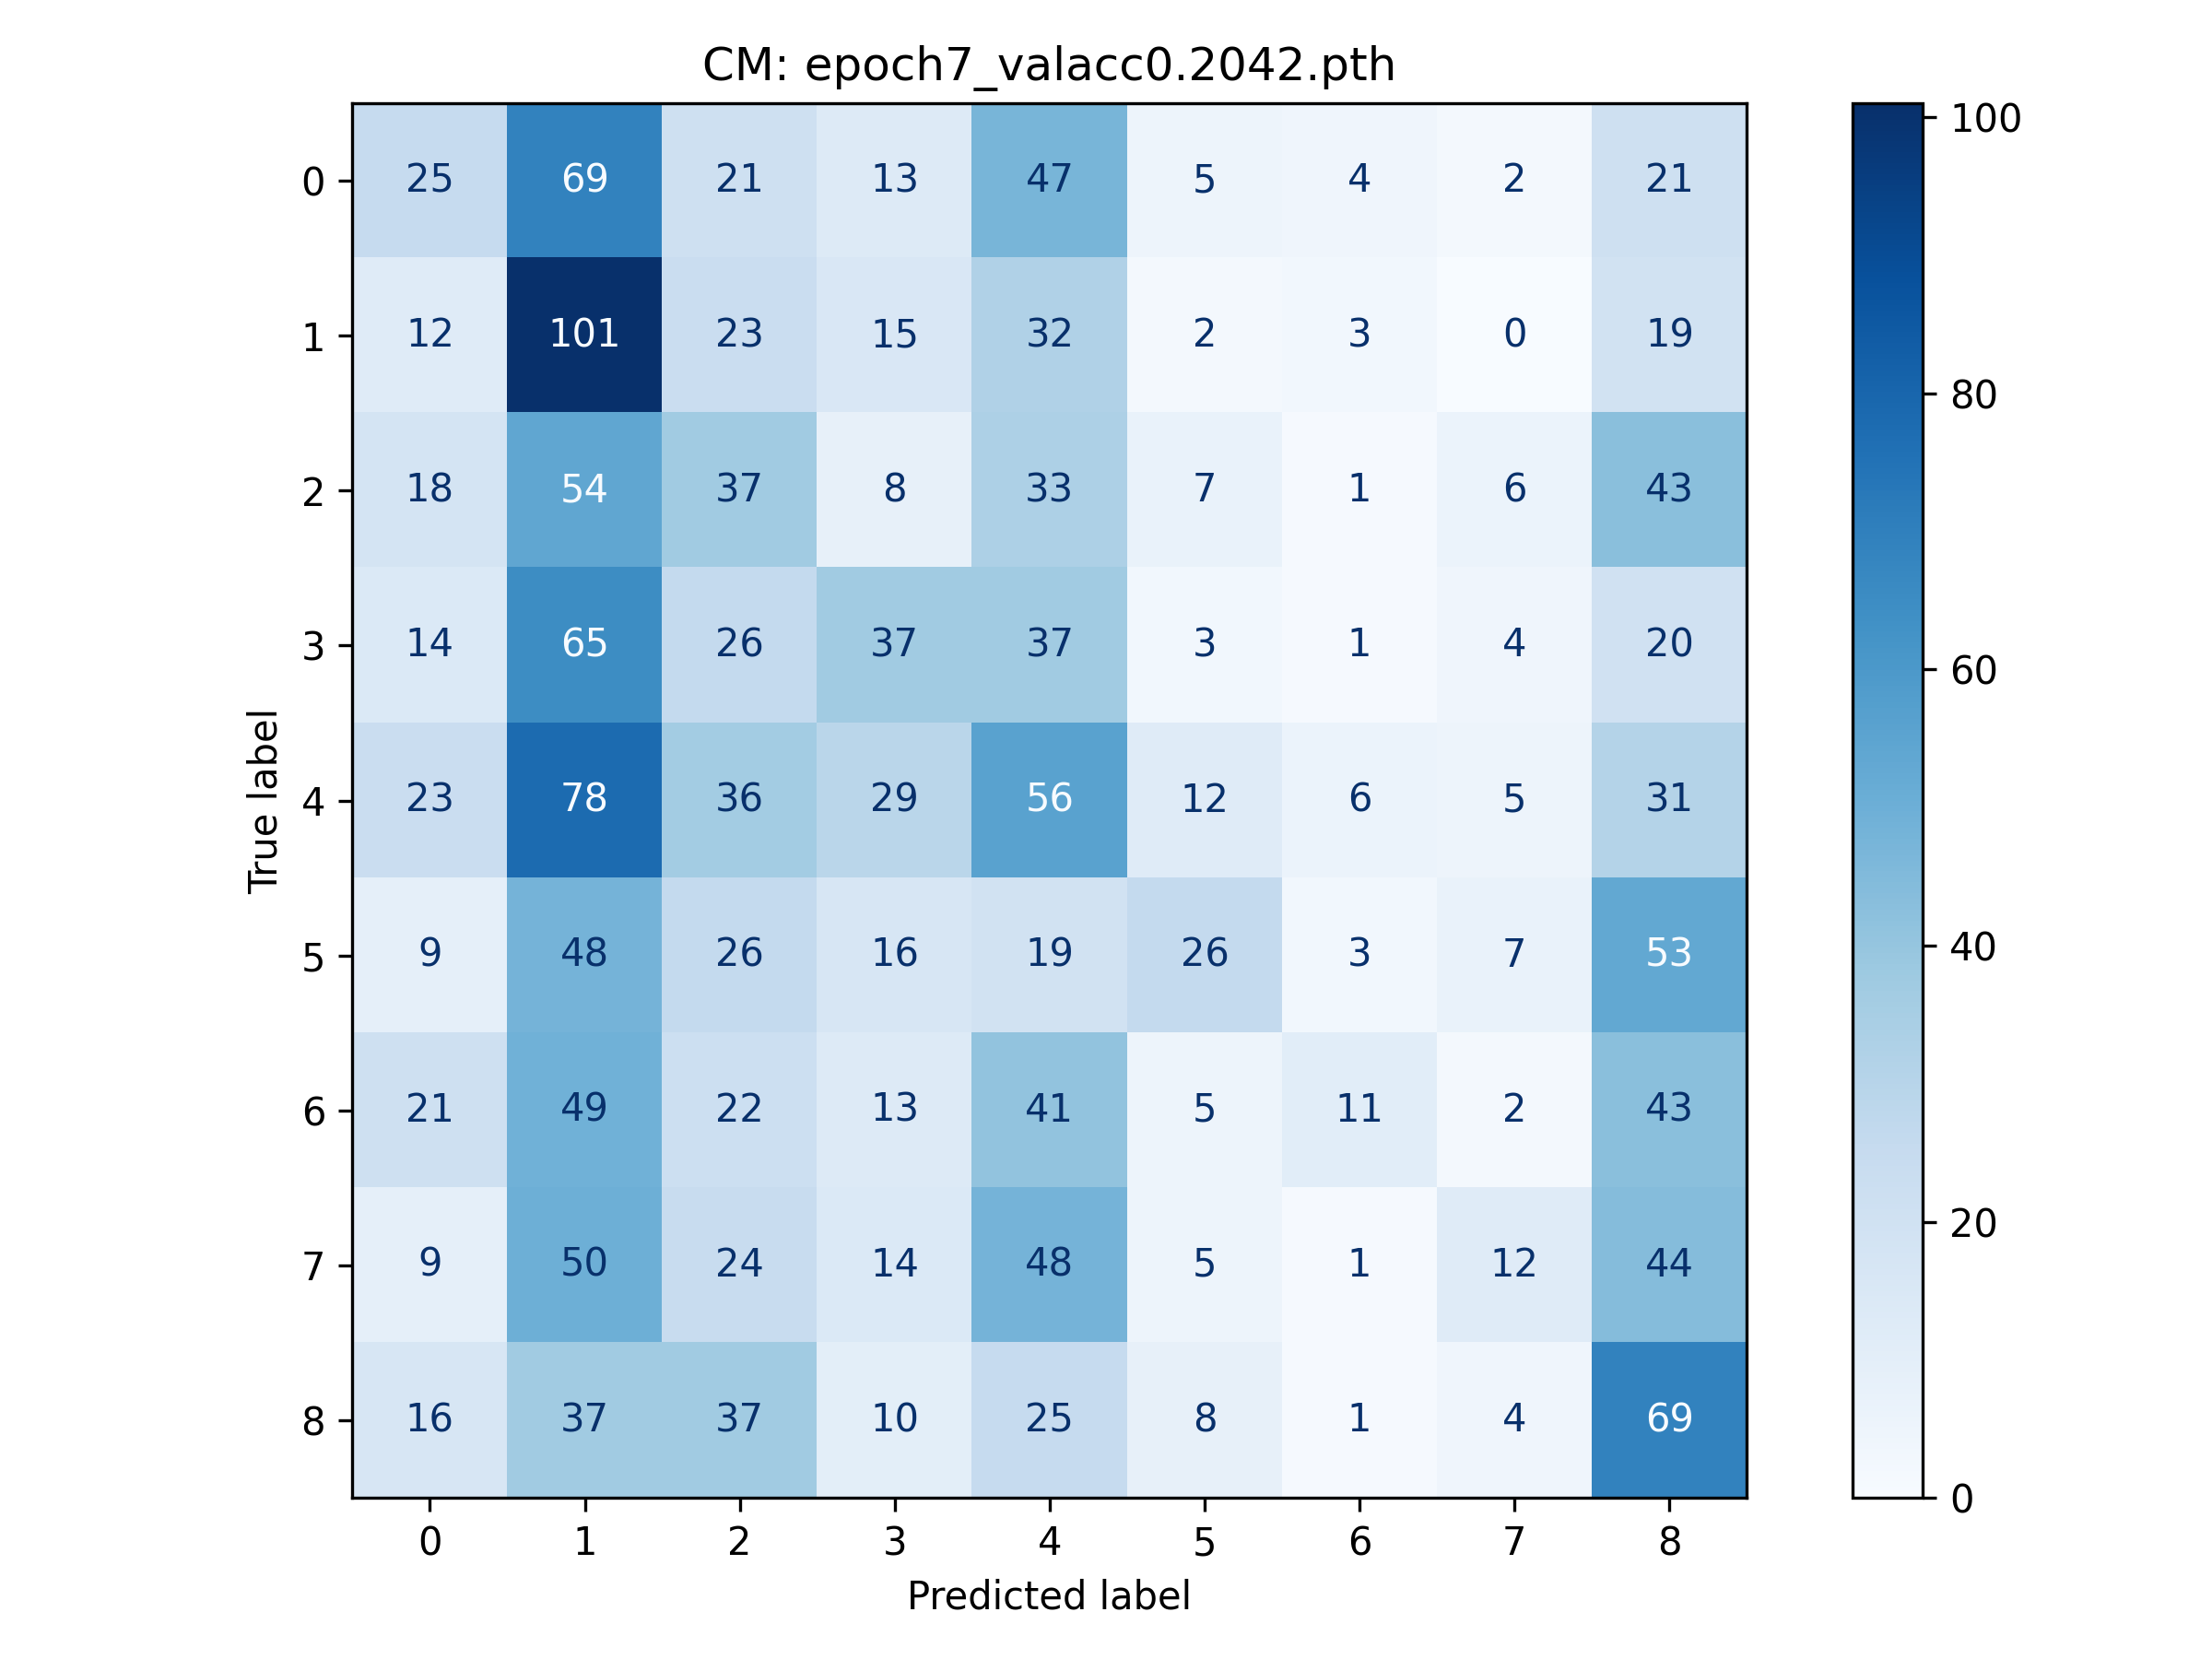 CM: epoch7_valacc0.2042.pth
0 25 69 21 13 47 5 4 2 21
1 12 101 23 15 32 2 3 0 19
2 18 54 37 8 33 7 1 6 43
3 14 65 26 37 37 3 1 4 20
4 23 78 36 29 56 12 6 5 31
5 9 48 26 16 19 26 3 7 53
6 21 49 22 13 41 5 11 2 43
7 9 50 24 14 48 5 1 12 44
8 16 37 37 10 25 8 1 4 69
0 1 2 3 4 5 6 7 8
Predicted label
True label
100
80
60
40
20
0